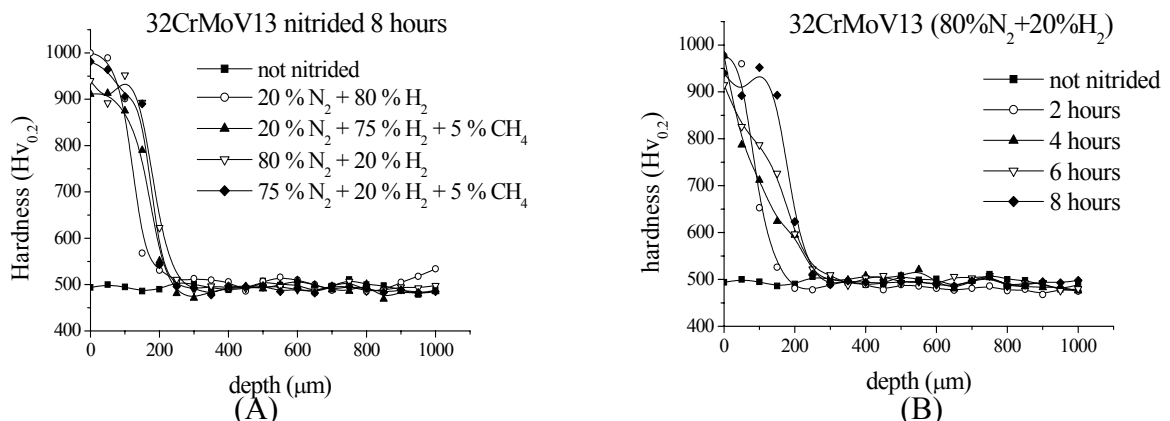 32CrMoV13 nitrided 8 hours
Hardness (Hv0.2)
1000
900
800
700
600
500
400
not nitrided
20 % N2 + 80 % H2
20 % N2 + 75 % H2 + 5 % CH4
80 % N2 + 20 % H2
75 % N2 + 20 % H2 + 5 % CH4
0 200 400 600 800 1000
depth (μm)
(A)
32CrMoV13 (80%N2+20%H2)
hardness (Hv0.2)
1000
900
800
700
600
500
400
not nitrided
2 hours
4 hours
6 hours
8 hours
0 200 400 600 800 1000
depth (μm)
(B)